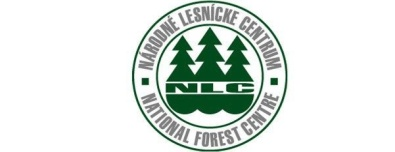 NÁRODNÉ LESNÍCKE CENTRUM
NLC
NATIONAL FOREST CENTRE